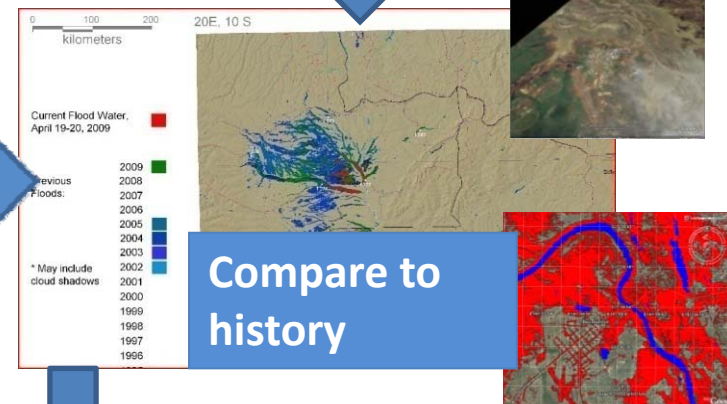 0 100 200
kilometers
20E, 10 S
Current Flood Water,
April 19-20, 2009
2009
2008
Floods:
2007
2006
2005
2004
2003
* May include
cloud shadows
2002
2001
2000
1999
1998
1997
1996
Compare to
history